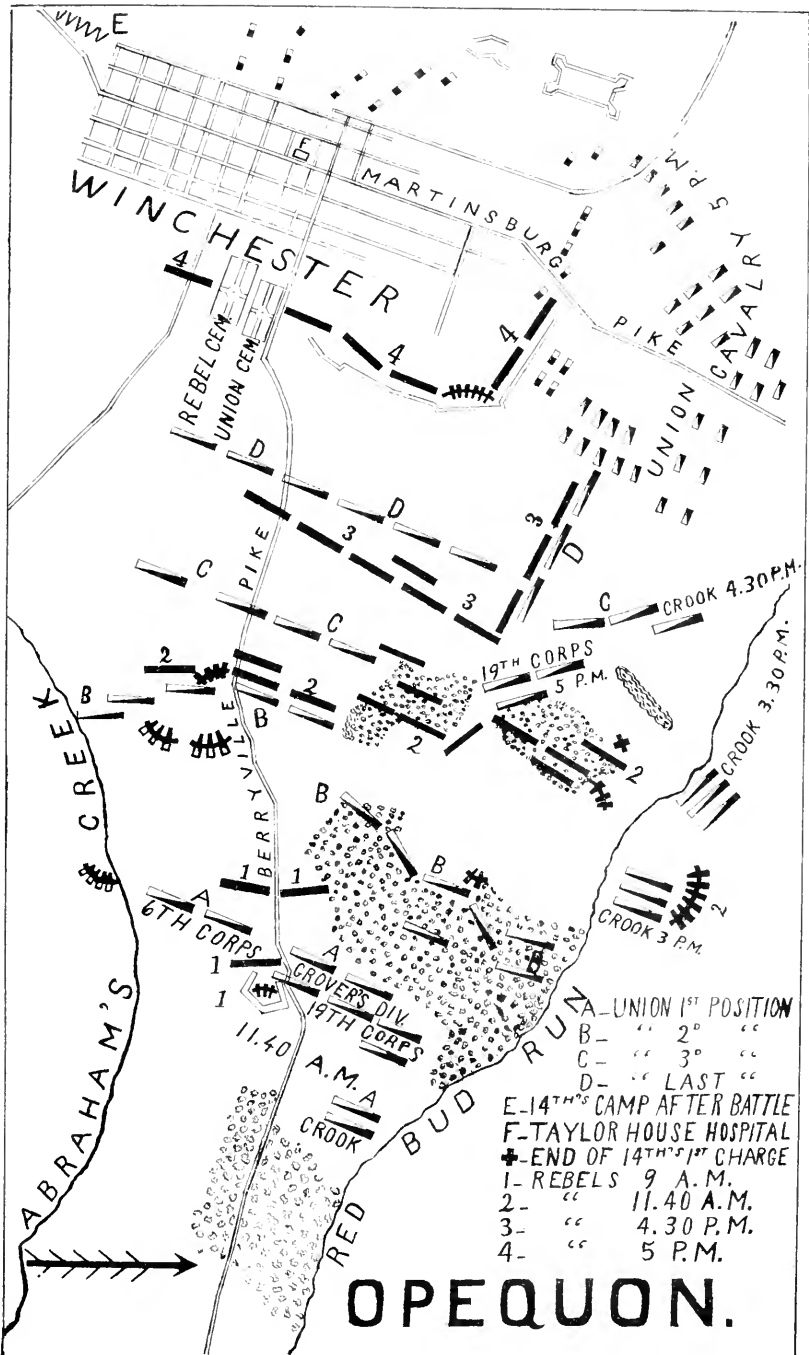 E
F
WINCHESTER
MARTINSBURG
PIKE
UNION CAVALRY 5 P.M.
4
REBEL CEM.
UNION CEM.
4
4
D
D
3
3
3
D
BERRYVILLE PIKE
C
C
C
CROOK 4.30 P.M.
19TH CORPS
5 P.M.
2
B
B
2
2
2
CROOK 3.30 P.M.
ABRAHAM'S CREEK
B
B
1
1
A
6TH CORPS
CROOK 3 P.M.
2
1
1
A
GROVER'S DIV.
19TH CORPS
B
11.40 A.M.
A
CROOK
RED BUD RUN
A-UNION 1ST POSITION
B- “ 2D “
C- “ 3D “
D- “ LAST “
E-14TH'S CAMP AFTER BATTLE
F-TAYLOR HOUSE HOSPITAL
✚-END OF 14TH'S 1ST CHARGE
1- REBELS 9 A.M.
2- “ 11.40 A.M.
3- “ 4.30 P.M.
4- “ 5 P.M.
OPEQUON.